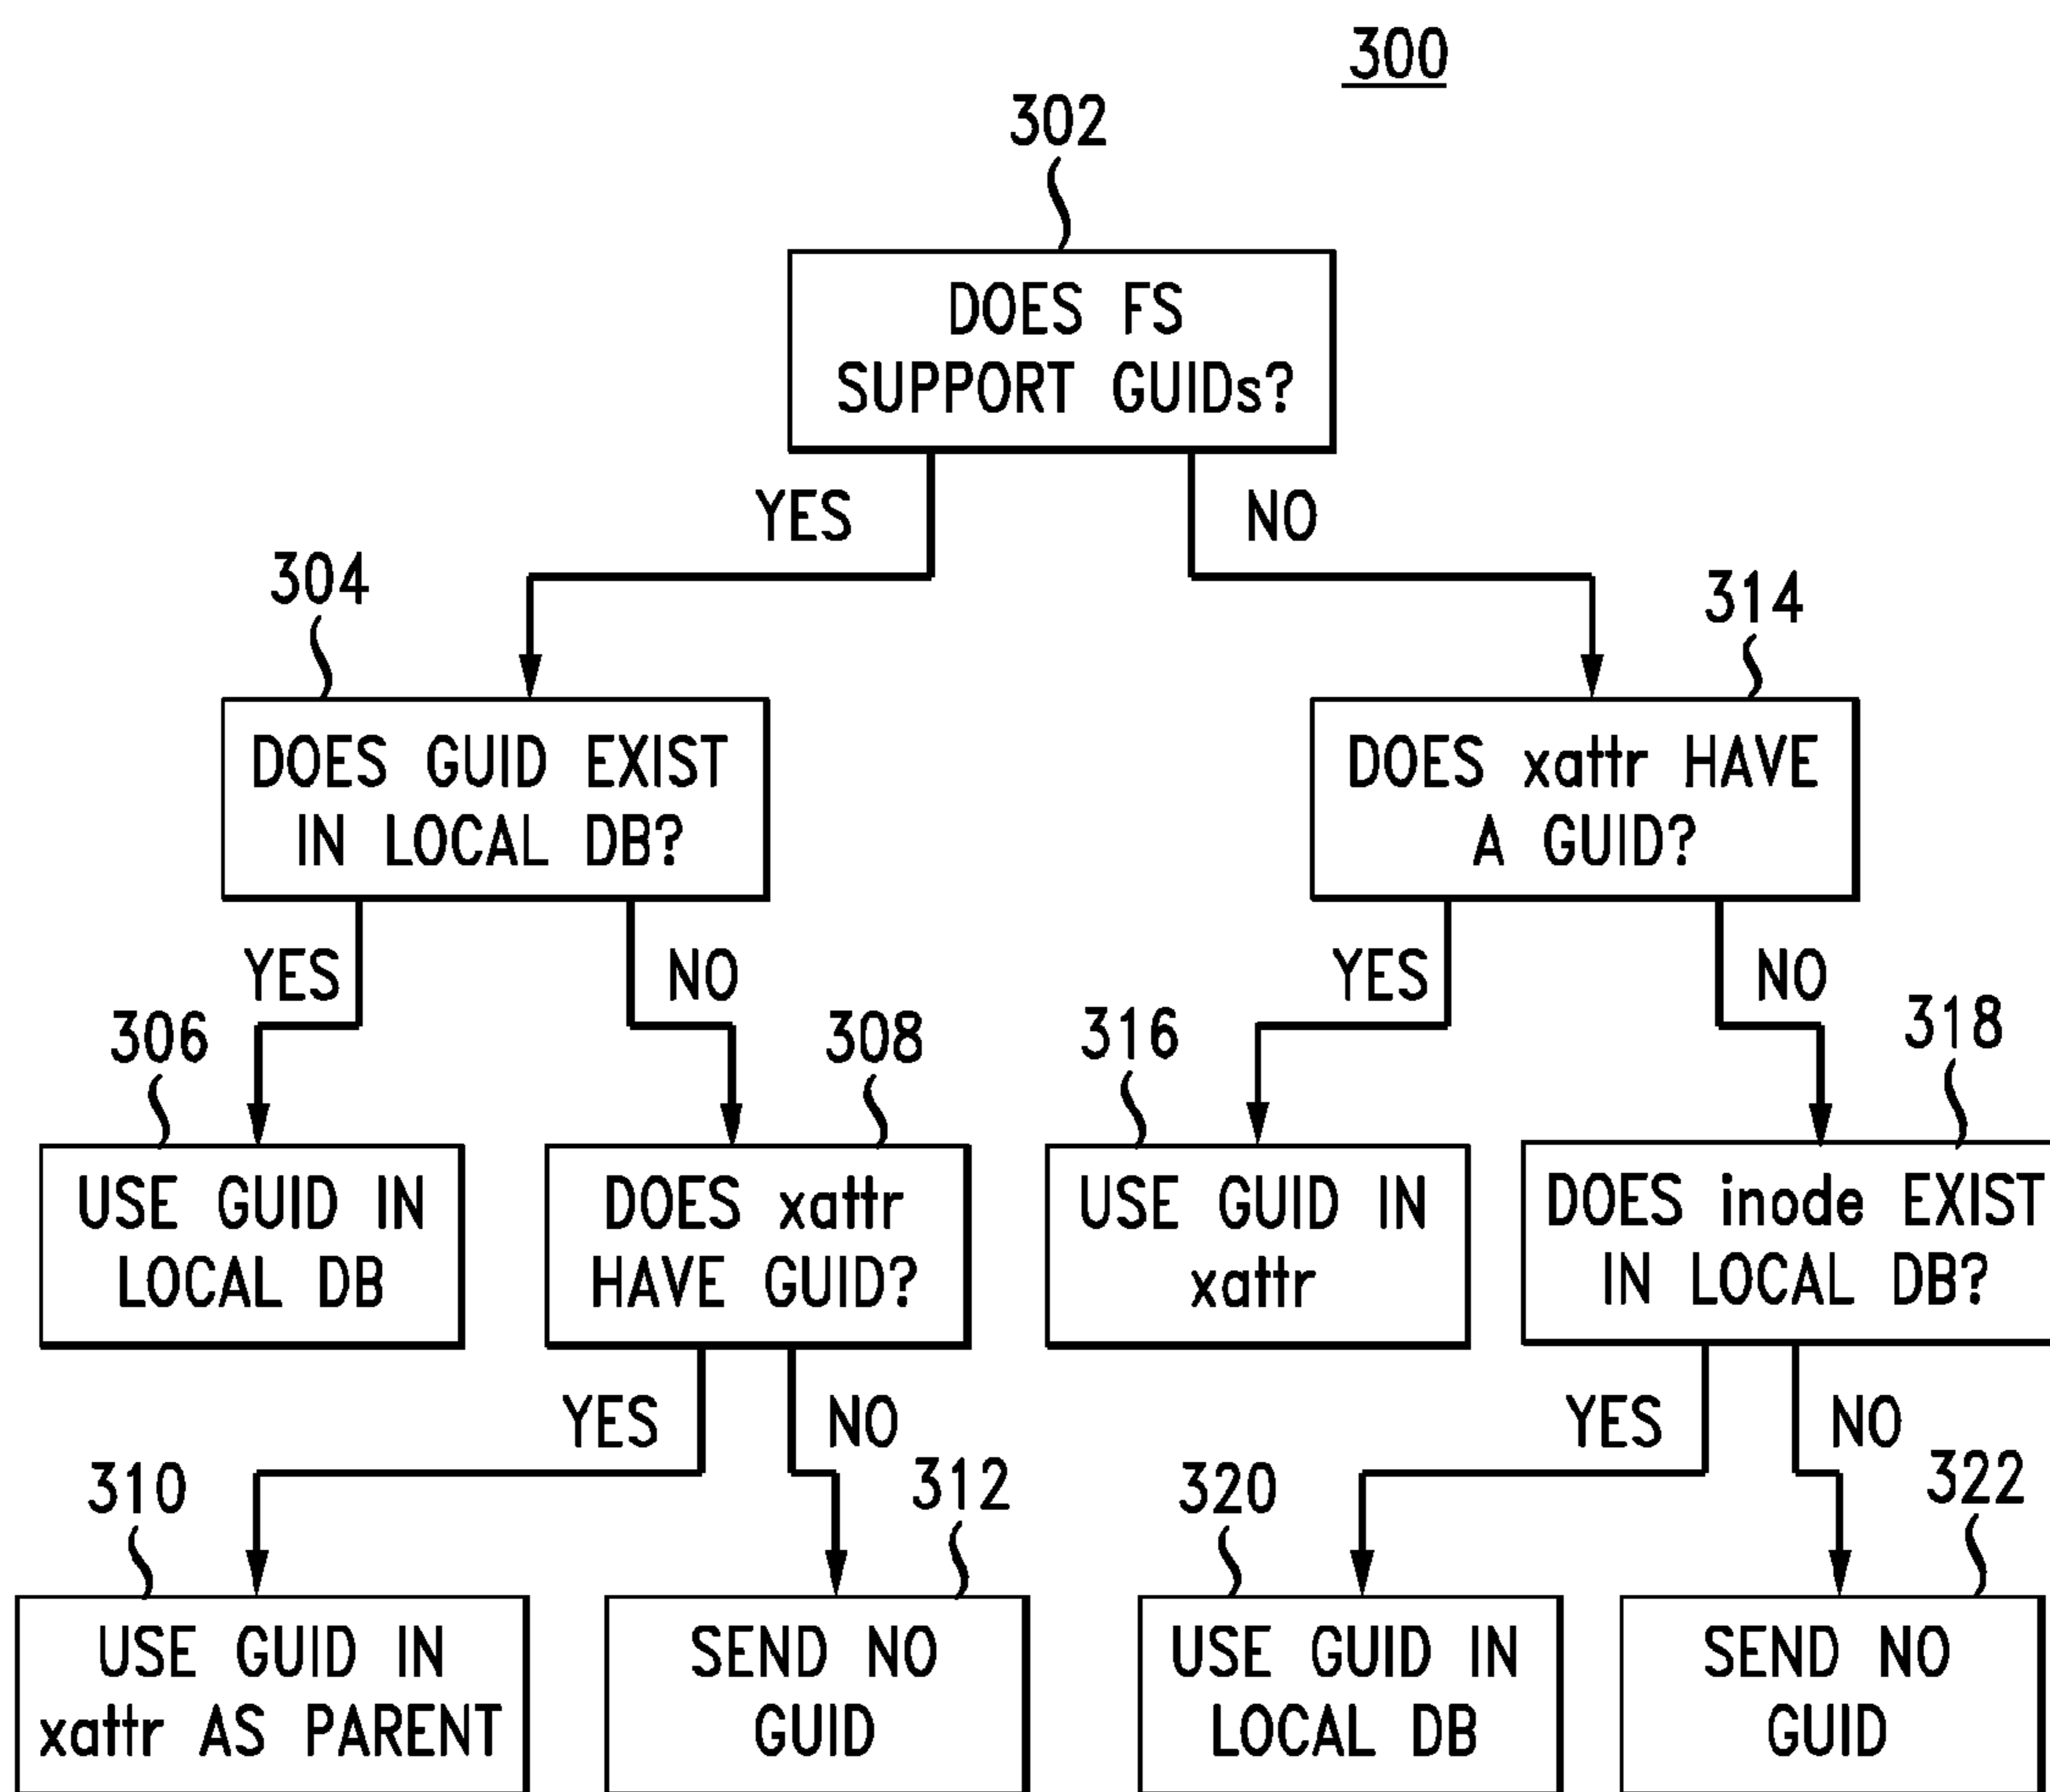 300
302
DOES FS
SUPPORT GUIDs?
YES
NO
304
314
DOES GUID EXIST
IN LOCAL DB?
DOES xattr HAVE
A GUID?
YES
NO
YES
NO
306
308
316
318
USE GUID IN
LOCAL DB
DOES xattr
HAVE GUID?
USE GUID IN
xattr
DOES inode EXIST
IN LOCAL DB?
YES
NO
YES
NO
310
312
320
322
USE GUID IN
xattr AS PARENT
SEND NO
GUID
USE GUID IN
LOCAL DB
SEND NO
GUID